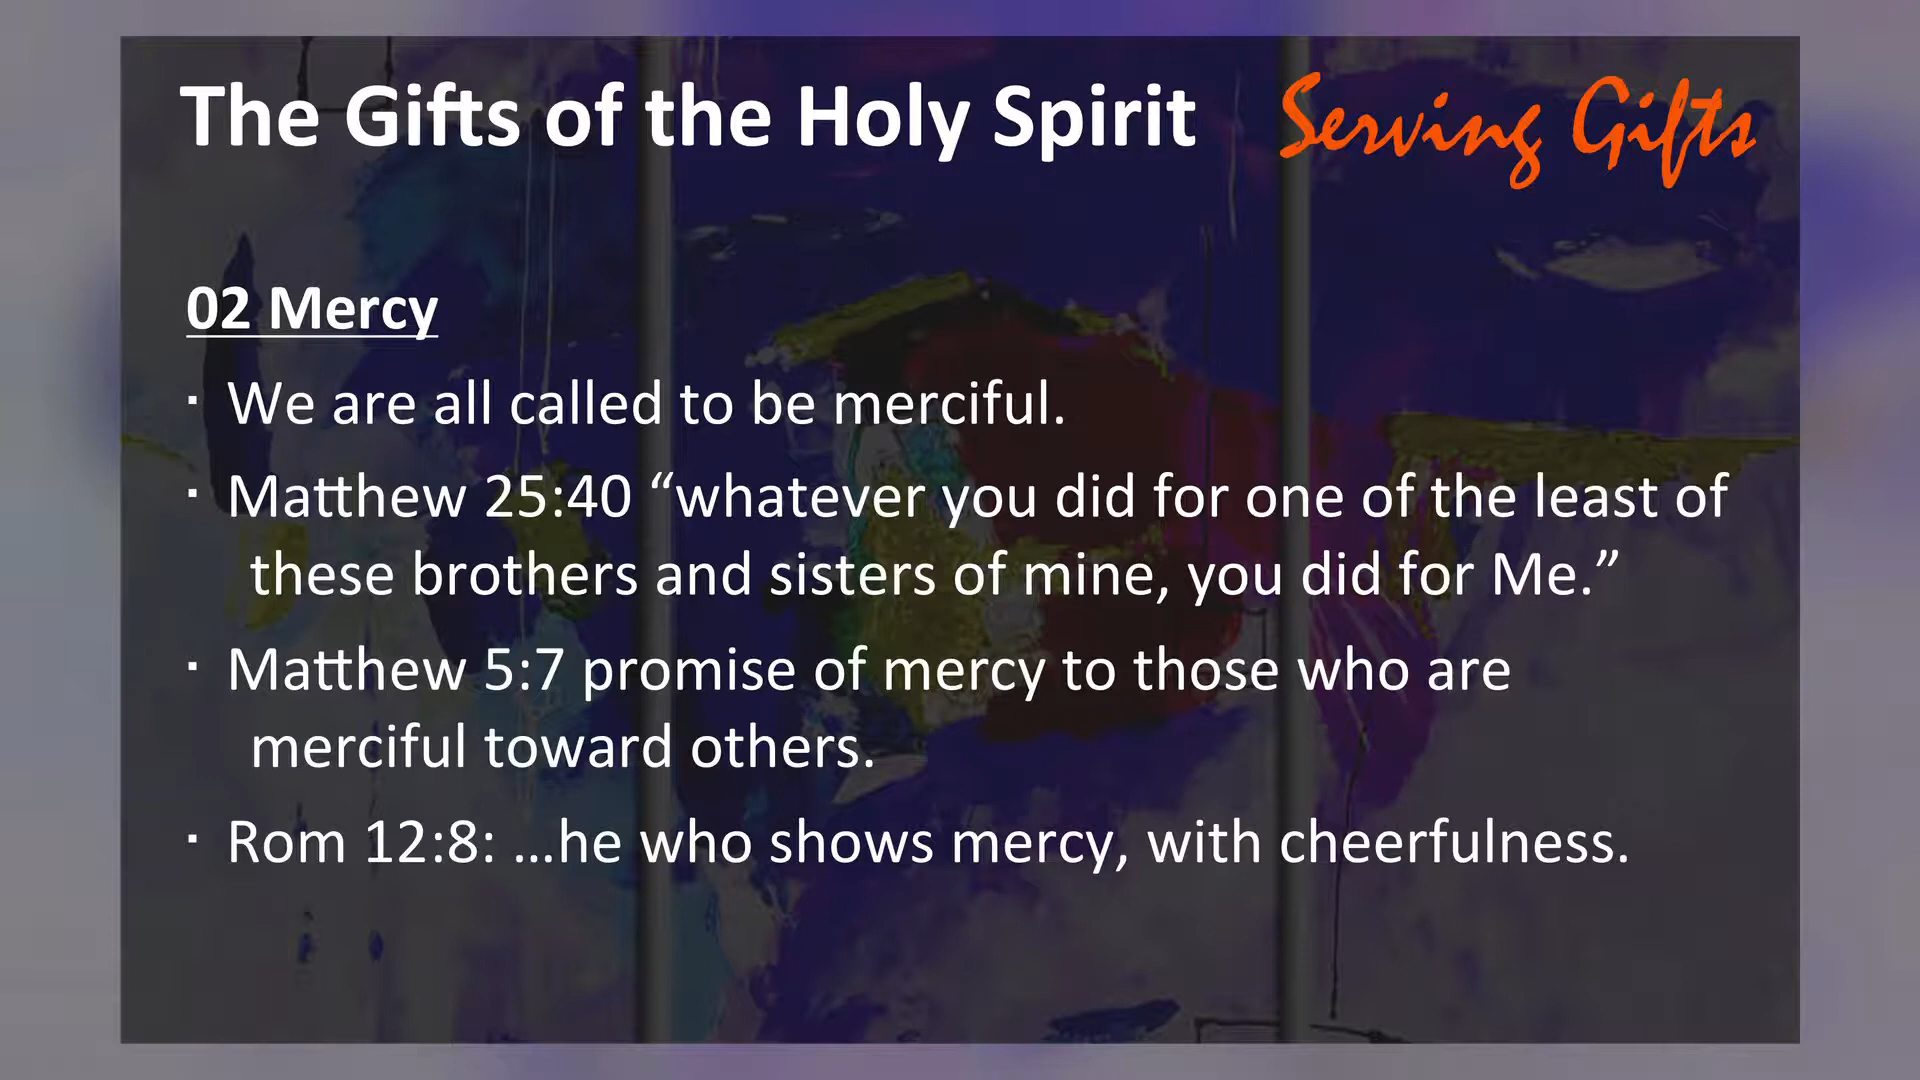 The Gifts of the Holy Spirit
Serving Gifts
02 Mercy
▪ We are all called to be merciful.
▪ Matthew 25:40 “whatever you did for one of the least of
these brothers and sisters of mine, you did for Me.”
▪ Matthew 5:7 promise of mercy to those who are
merciful toward others.
▪ Rom 12:8: …he who shows mercy, with cheerfulness.